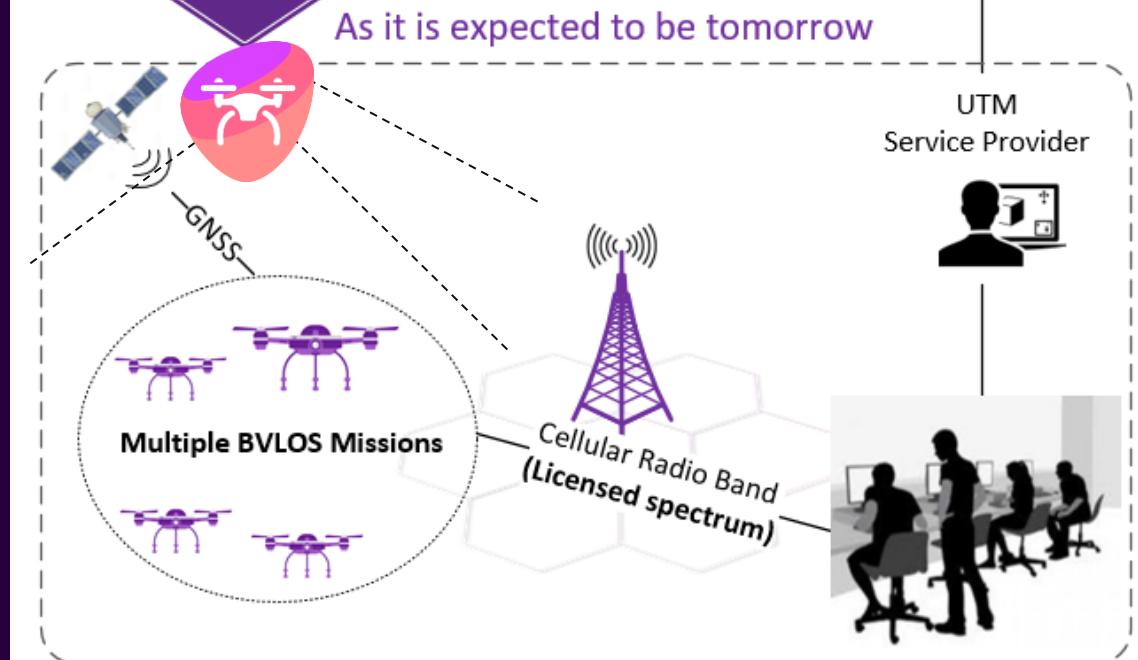 As it is expected to be tomorrow
UTM
Service Provider
GNSS
Multiple BVLOS Missions
Cellular Radio Band
(Licensed spectrum)